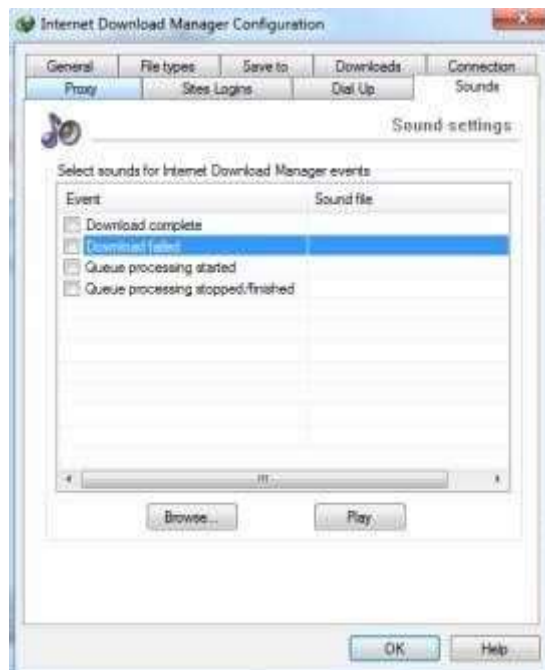 Internet Download Manager Configuration
General File types Save to Downloads Connection
Proxy Sites Logins Dial Up Sounds
Sound settings
Select sounds for Internet Download Manager events
Event Sound file
Download complete
Download failed
Queue processing started
Queue processing stopped/finished
Browse... Play
OK Help